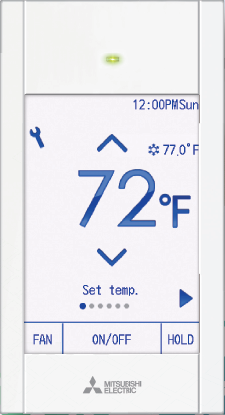 12:00PMSun
77.0°F
72°F
Set temp.
FAN ON/OFF HOLD
MITSUBISHI
ELECTRIC